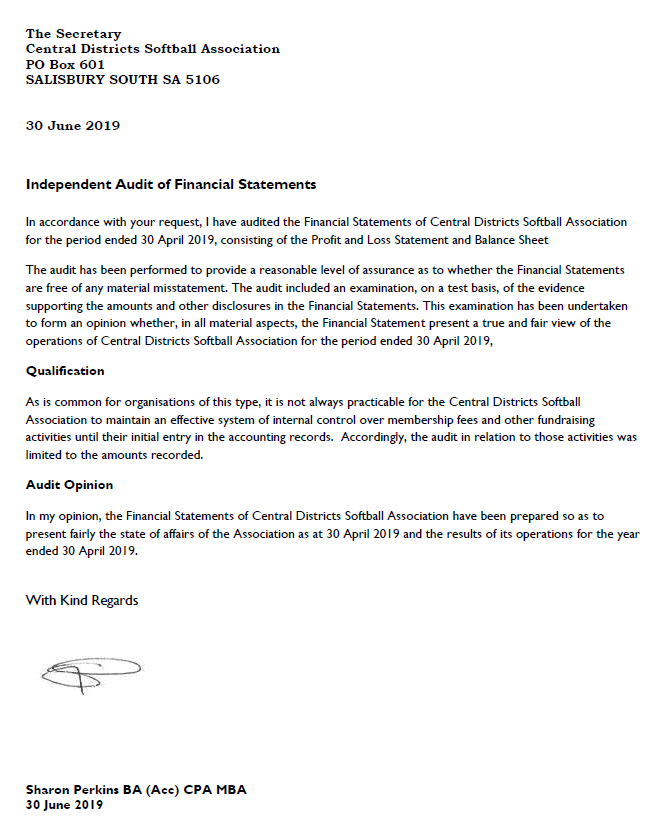 The Secretary
Central Districts Softball Association
PO Box 601
SALISBURY SOUTH SA 5106
30 June 2019
Independent Audit of Financial Statements
In accordance with your request, I have audited the Financial Statements of Central Districts Softball Association
for the period ended 30 April 2019, consisting of the Profit and Loss Statement and Balance Sheet
The audit has been performed to provide a reasonable level of assurance as to whether the Financial Statements
are free of any material misstatement. The audit included an examination, on a test basis, of the evidence
supporting the amounts and other disclosures in the Financial Statements. This examination has been undertaken
to form an opinion whether, in all material aspects, the Financial Statement present a true and fair view of the
operations of Central Districts Softball Association for the period ended 30 April 2019,
Qualification
As is common for organisations of this type, it is not always practicable for the Central Districts Softball
Association to maintain an effective system of internal control over membership fees and other fundraising
activities until their initial entry in the accounting records.  Accordingly, the audit in relation to those activities was
limited to the amounts recorded.
Audit Opinion
In my opinion, the Financial Statements of Central Districts Softball Association have been prepared so as to
present fairly the state of affairs of the Association as at 30 April 2019 and the results of its operations for the year
ended 30 April 2019.
With Kind Regards
Sharon Perkins BA (Acc) CPA MBA
30 June 2019